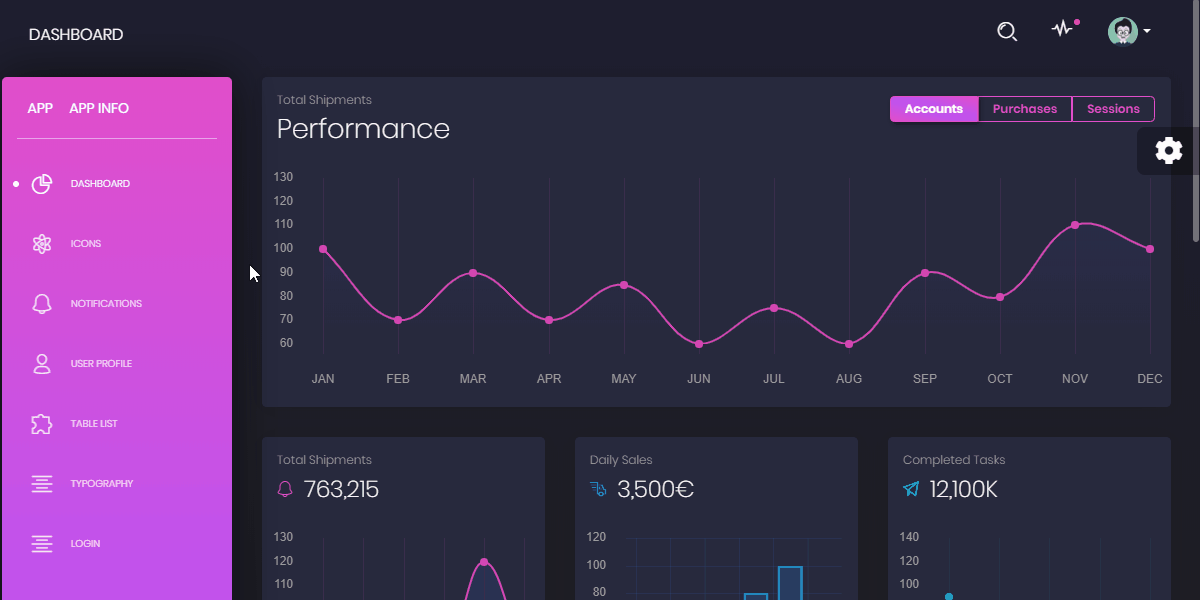 DASHBOARD
APP APP INFO
DASHBOARD
ICONS
NOTIFICATIONS
USER PROFILE
TABLE LIST
TYPOGRAPHY
LOGIN
Total Shipments
Performance
Accounts Purchases Sessions
130
120
110
100
90
80
70
60
JAN FEB MAR APR MAY JUN JUL AUG SEP OCT NOV DEC
Total Shipments
763,215
130
120
110
Daily Sales
3,500€
120
100
80
Completed Tasks
12,100K
140
120
100